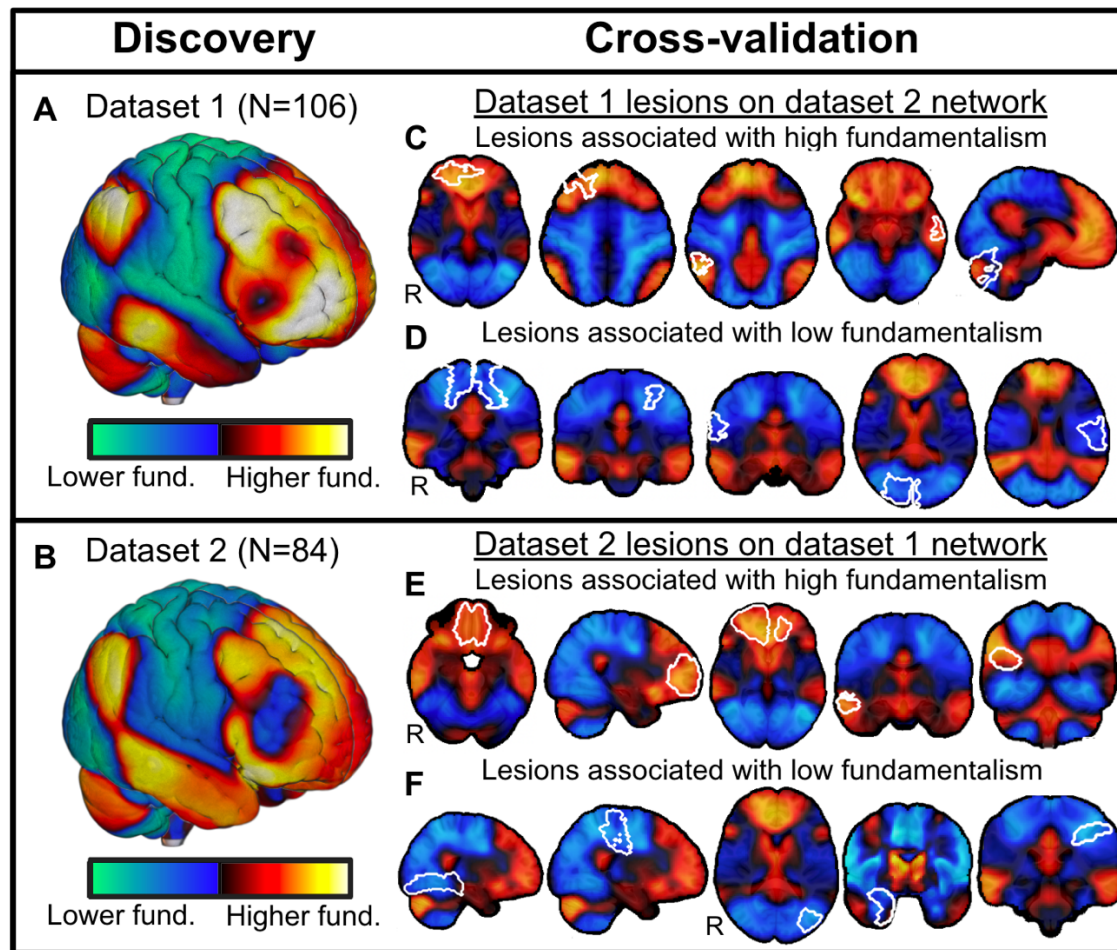 Discovery
Cross-validation
A
Dataset 1 (N=106)
Lower fund.
Higher fund.
Dataset 1 lesions on dataset 2 network
C
Lesions associated with high fundamentalism
R
D
Lesions associated with low fundamentalism
R
B
Dataset 2 (N=84)
Lower fund.
Higher fund.
Dataset 2 lesions on dataset 1 network
E
Lesions associated with high fundamentalism
R
F
Lesions associated with low fundamentalism
R